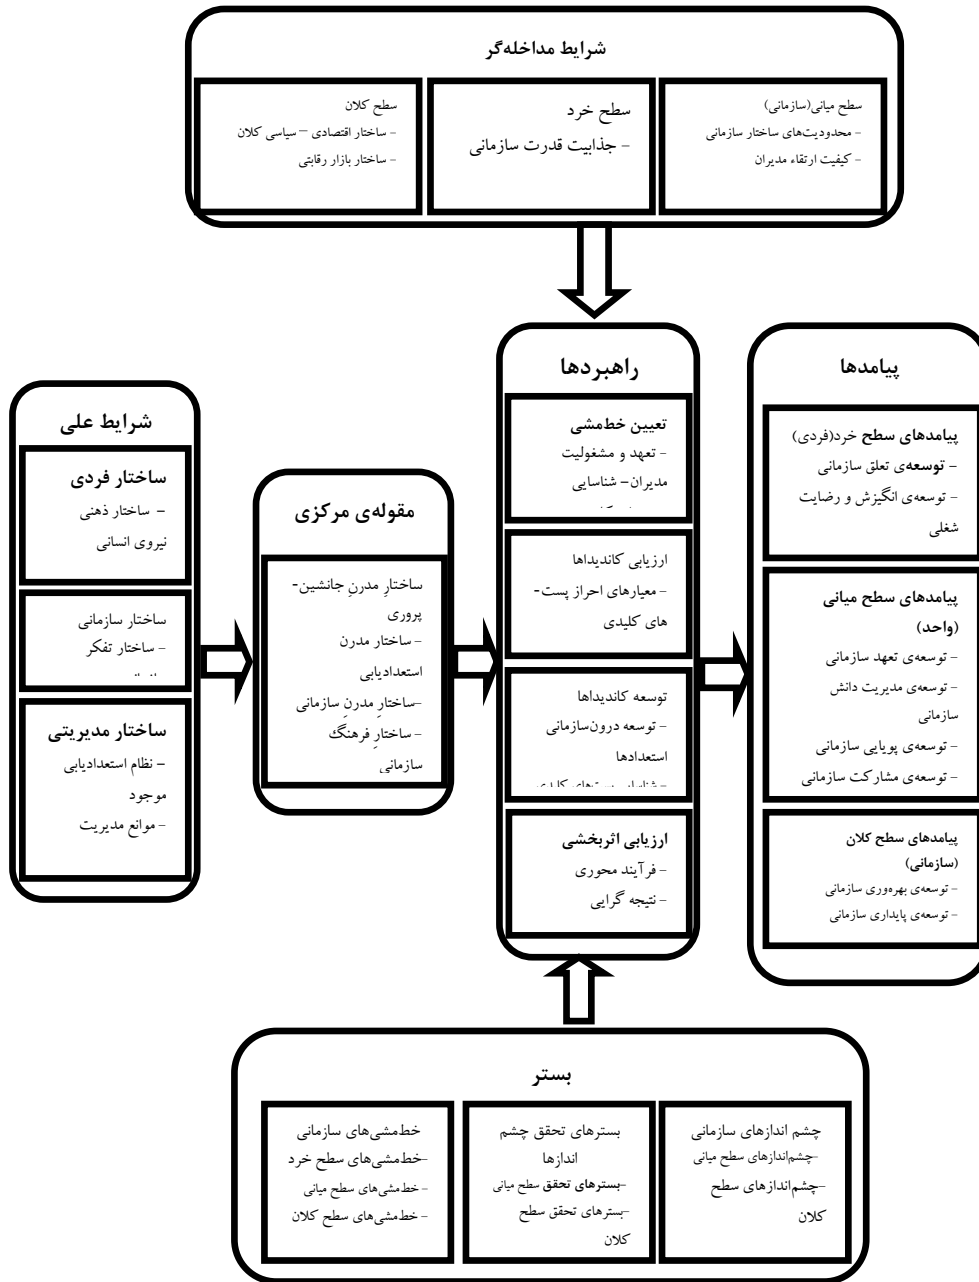 شرایط مداخله‌گر
سطح میانی(سازمانی)
- محدودیت‌های ساختار سازمانی
- کیفیت ارتقاء مدیران
سطح خرد
- جذابیت قدرت سازمانی
سطح کلان
- ساختار اقتصادی – سیاسی کلان
- ساختار بازار رقابتی
شرایط علی
ساختار فردی
- ساختار ذهنی
نیروی انسانی
ساختار سازمانی
- ساختار تفکر
ساختار مدیریتی
- نظام استعدادیابی
موجود
- موانع مدیریت
مقوله‌ی مرکزی
ساختارِ مدرنِ جانشین-
پروری
- ساختار مدرن
استعدادیابی
-ساختارِ مدرنِ سازمانی
- ساختارِ فرهنگ
سازمانی
راهبردها
تعیین خط‌مشی
- تعهد و مشغولیت
مدیران- شناسایی
ارزیابی کاندیداها
- معیارهای احراز پست-
های کلیدی
توسعه کاندیداها
- توسعه درون‌سازمانی
استعدادها
- شناسایی پست‌های کلیدی
ارزیابی اثربخشی
- فرآیند محوری
- نتیجه گرایی
پیامدها
پیامدهای سطح خرد(فردی)
- توسعه‌ی تعلق سازمانی
- توسعه‌ی انگیزش و رضایت
شغلی
پیامدهای سطح میانی
(واحد)
- توسعه‌ی تعهد سازمانی
- توسعه‌ی مدیریت دانش
سازمانی
- توسعه‌ی پویایی سازمانی
- توسعه‌ی مشارکت سازمانی
پیامدهای سطح کلان
(سازمانی)
- توسعه‌ی بهره‌وری سازمانی
- توسعه‌ی پایداری سازمانی
بستر
چشم اندازهای سازمانی
-چشم‌اندازهای سطح میانی
-چشم‌اندازهای سطح
کلان
بسترهای تحقق چشم
اندازها
-بسترهای تحقق سطح میانی
-بسترهای تحقق سطح
کلان
خط‌مشی‌های سازمانی
-خط‌مشی‌های سطح خرد
- خط‌مشی‌های سطح میانی
- خط‌مشی‌های سطح کلان